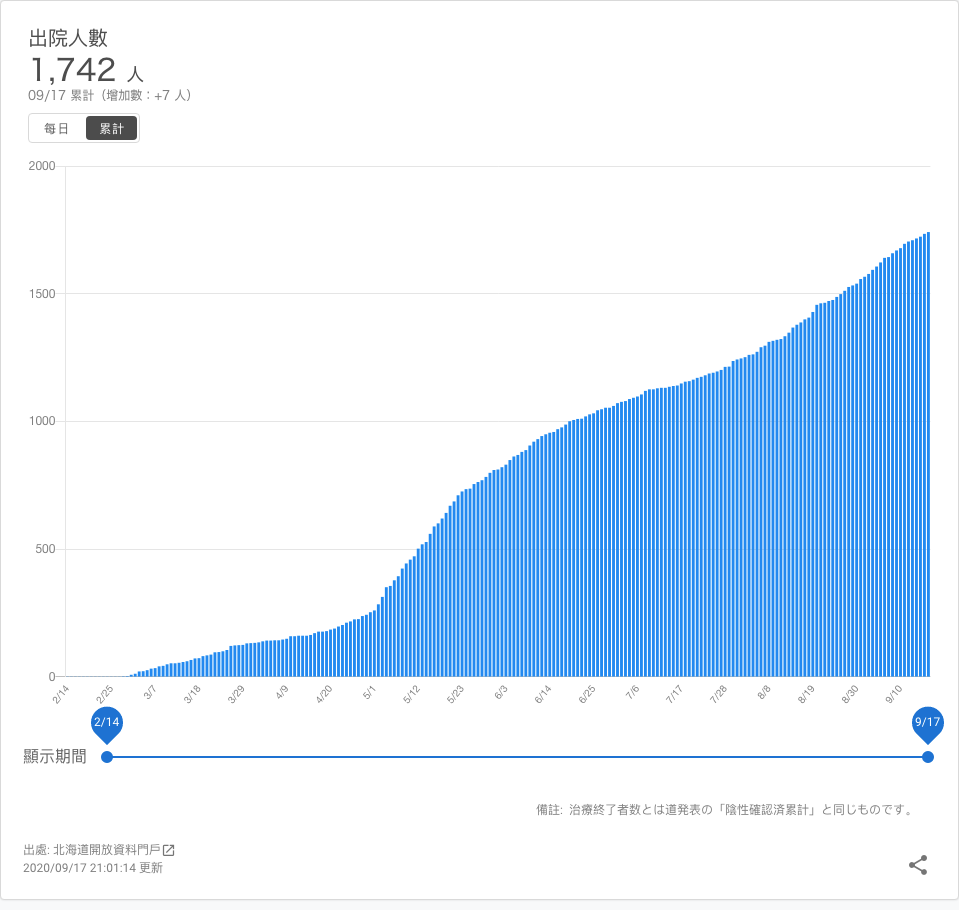 出院人數
1,742 人
09/17 累計（增加數：+7 人）
每日 累計
2000
1500
1000
500
0
2/14 2/25 3/7 3/18 3/29 4/9 4/20 5/1 5/12 5/23 6/3 6/14 6/25 7/6 7/17 7/28 8/8 8/19 8/30 9/10
2/14 9/17
顯示期間
備註: 治療終了者数とは道発表の「陰性確認済累計」と同じものです。
出處: 北海道開放資料門戶
2020/09/17 21:01:14 更新